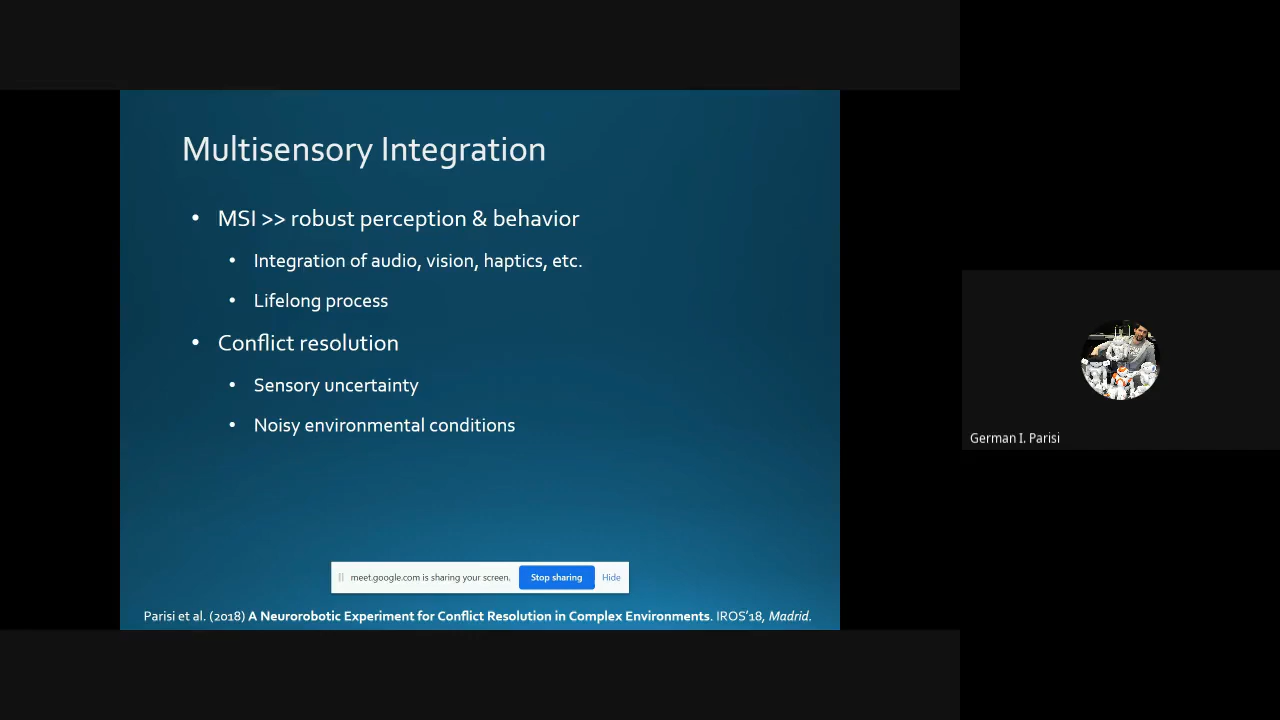 Multisensory Integration
• MSI >> robust perception & behavior
• Integration of audio, vision, haptics, etc.
• Lifelong process
• Conflict resolution
• Sensory uncertainty
• Noisy environmental conditions
meet.google.com is sharing your screen. Stop sharing Hide
Parisi et al. (2018) A Neurorobotic Experiment for Conflict Resolution in Complex Environments. IROS'18, Madrid.
German I. Parisi